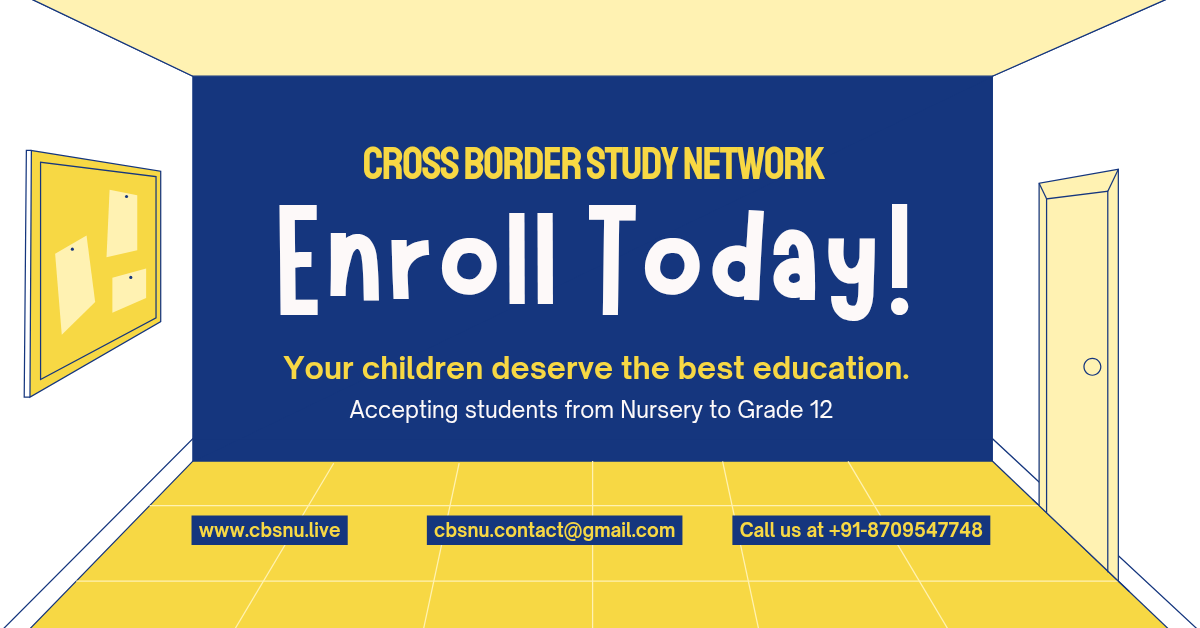 CROSS BORDER STUDY NETWORK
Enroll Today!
Your children deserve the best education.
Accepting students from Nursery to Grade 12
www.cbsnu.live
cbsnu.contact@gmail.com
Call us at +91-8709547748